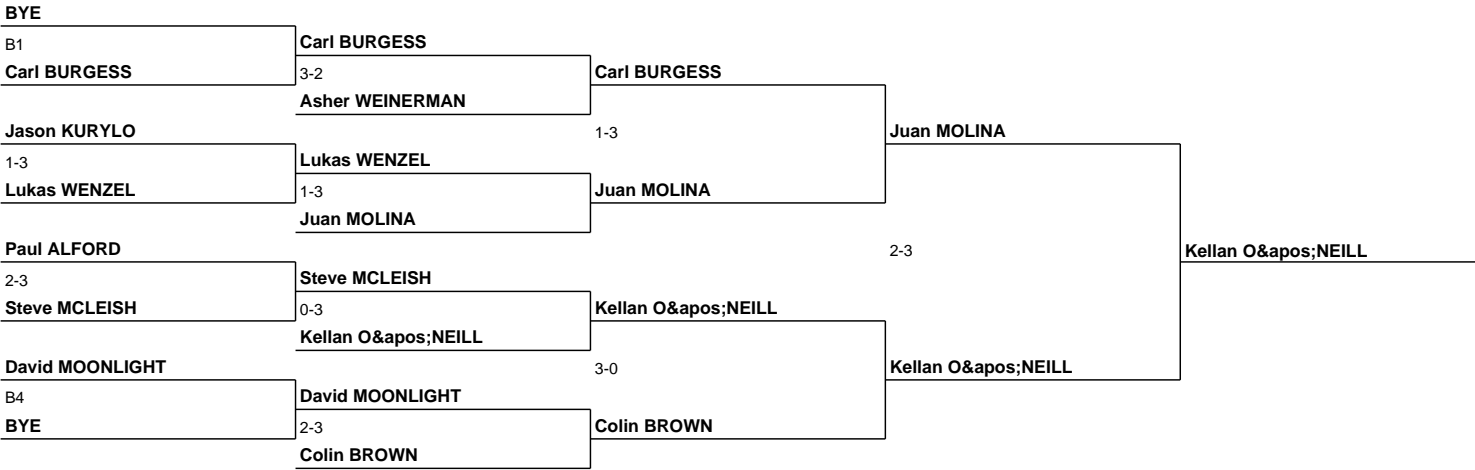 BYE
B1
Carl BURGESS
Carl BURGESS
3-2
Carl BURGESS
Asher WEINERMAN
Jason KURYLO
1-3
Juan MOLINA
1-3
Lukas WENZEL
Lukas WENZEL
1-3
Juan MOLINA
Juan MOLINA
Paul ALFORD
2-3
Kellan O&apos;NEILL
2-3
Steve MCLEISH
Steve MCLEISH
0-3
Kellan O&apos;NEILL
Kellan O&apos;NEILL
David MOONLIGHT
3-0
Kellan O&apos;NEILL
B4
David MOONLIGHT
BYE
2-3
Colin BROWN
Colin BROWN